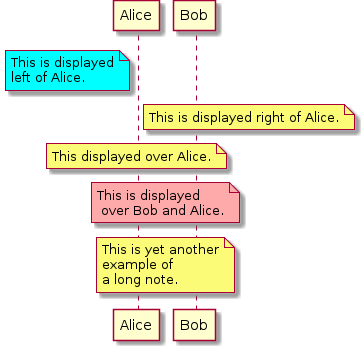 Alice Bob
This is displayed
left of Alice.
This is displayed right of Alice.
This displayed over Alice.
This is displayed
over Bob and Alice.
This is yet another
example of
a long note.
Alice Bob